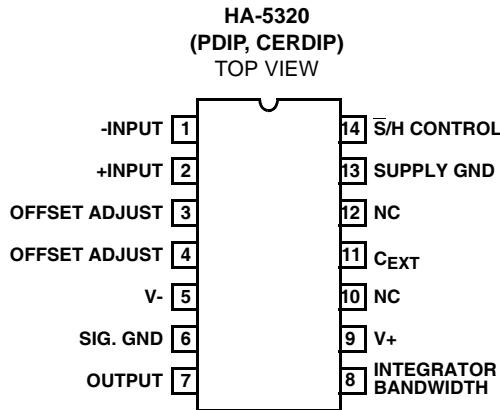 HA-5320
(PDIP, CERDIP)
TOP VIEW
-INPUT 1
+INPUT 2
OFFSET ADJUST 3
OFFSET ADJUST 4
V- 5
SIG. GND 6
OUTPUT 7
14 S̅/H CONTROL
13 SUPPLY GND
12 NC
11 CEXT
10 NC
9 V+
8 INTEGRATOR
BANDWIDTH